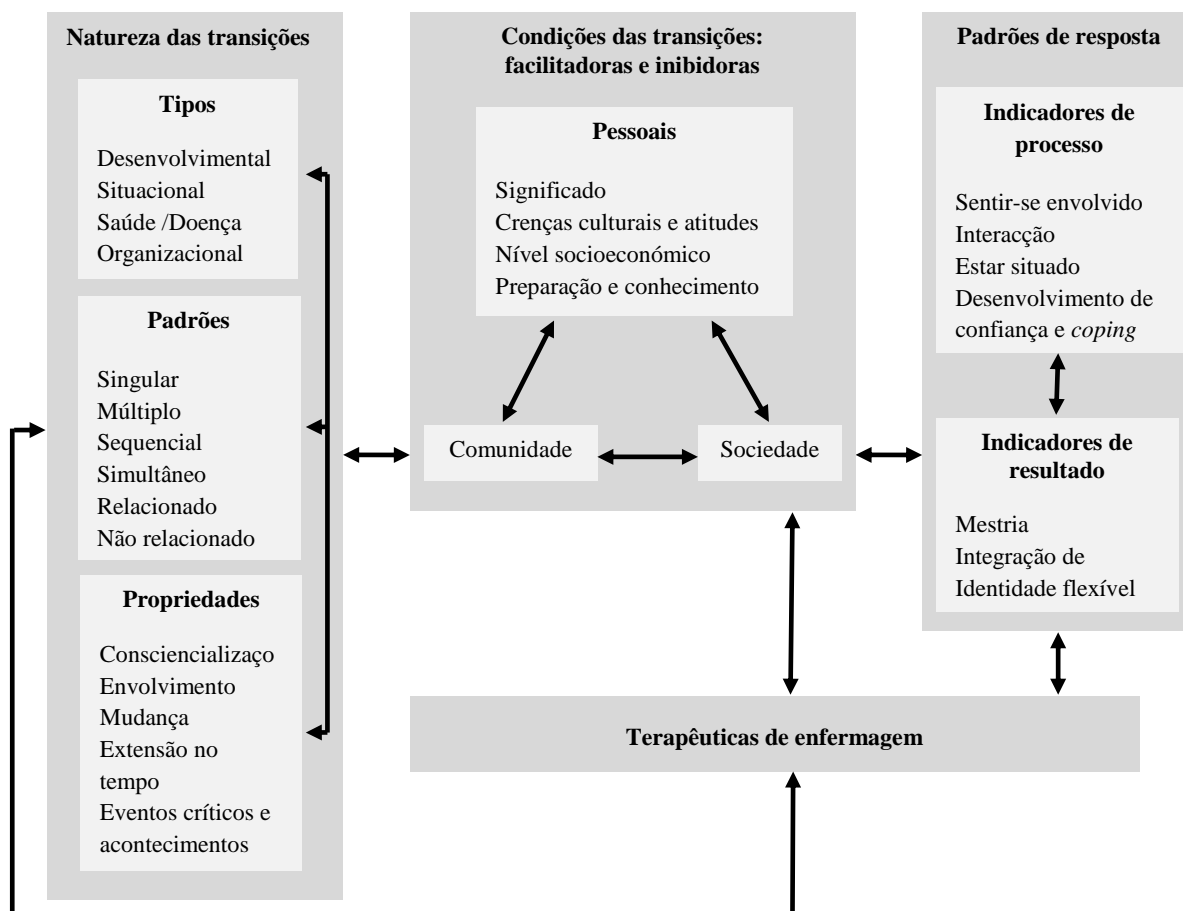 Natureza das transições
Tipos
Desenvolvimental
Situacional
Saúde /Doença
Organizacional
Padrões
Singular
Múltiplo
Sequencial
Simultâneo
Relacionado
Não relacionado
Propriedades
Consciencializaço
Envolvimento
Mudança
Extensão no
tempo
Eventos críticos e
acontecimentos
Condições das transições:
facilitadoras e inibidoras
Pessoais
Significado
Crenças culturais e atitudes
Nível socioeconómico
Preparação e conhecimento
Comunidade
Sociedade
Padrões de resposta
Indicadores de
processo
Sentir-se envolvido
Interacção
Estar situado
Desenvolvimento de
confiança e coping
Indicadores de
resultado
Mestria
Integração de
Identidade flexível
Terapêuticas de enfermagem